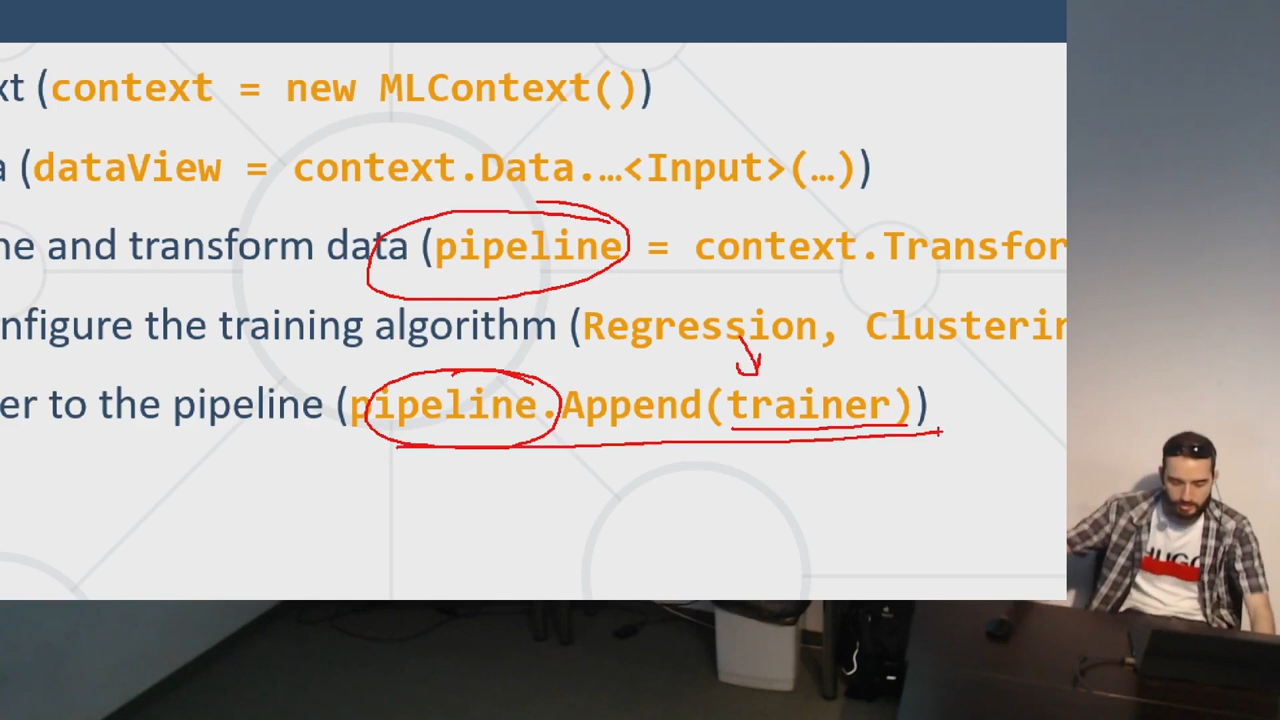 xt (context = new MLContext())
a (dataView = context.Data.…<Input>(…))
ne and transform data (pipeline = context.Transfor
nfigure the training algorithm (Regression, Clusterin
er to the pipeline (pipeline.Append(trainer))
HUGO